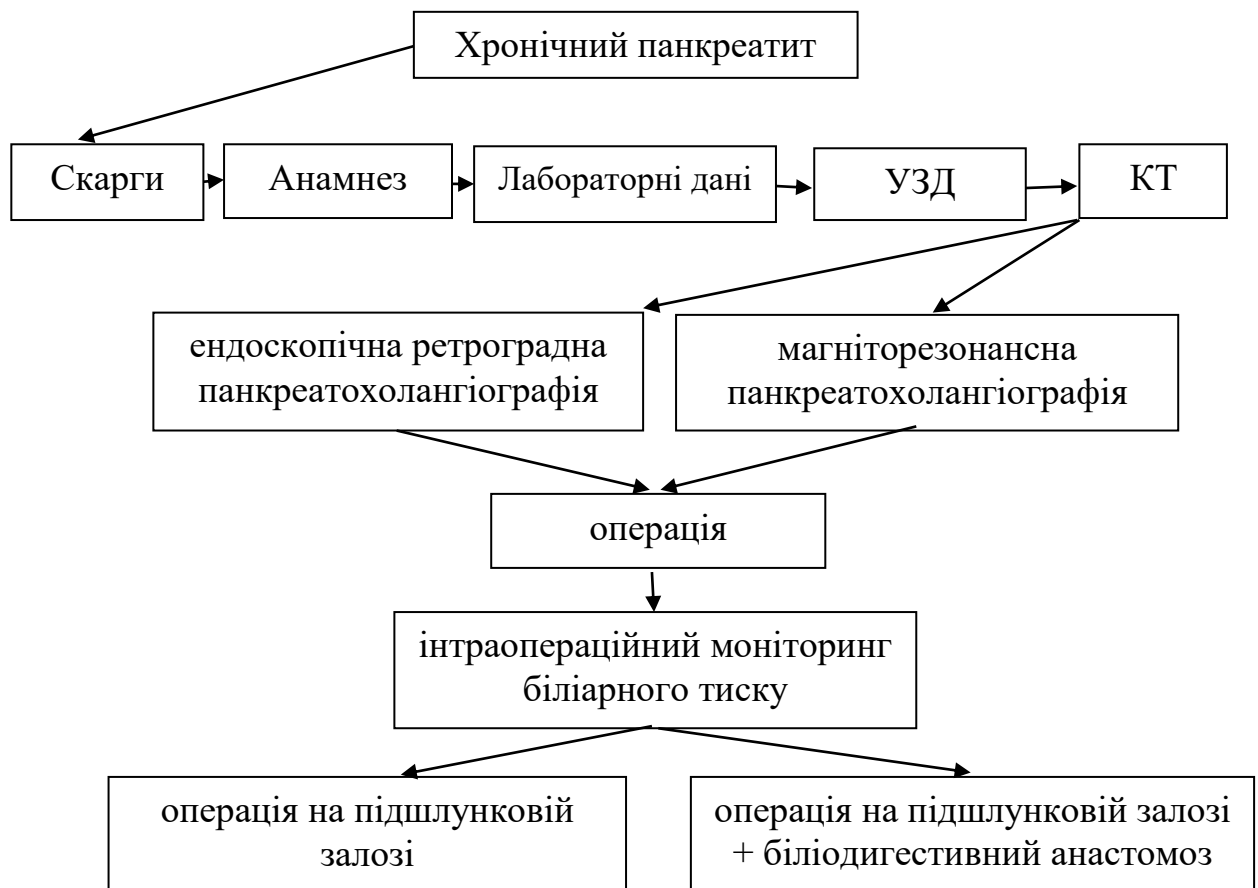 Хронічний панкреатит
Скарги
Анамнез
Лабораторні дані
УЗД
КТ
ендоскопічна ретроградна
панкреатохолангіографія
магніторезонансна
панкреатохолангіографія
операція
інтраопераційний моніторинг
біліарного тиску
операція на підшлунковій
залозі
операція на підшлунковій залозі
+ біліодигестивний анастомоз